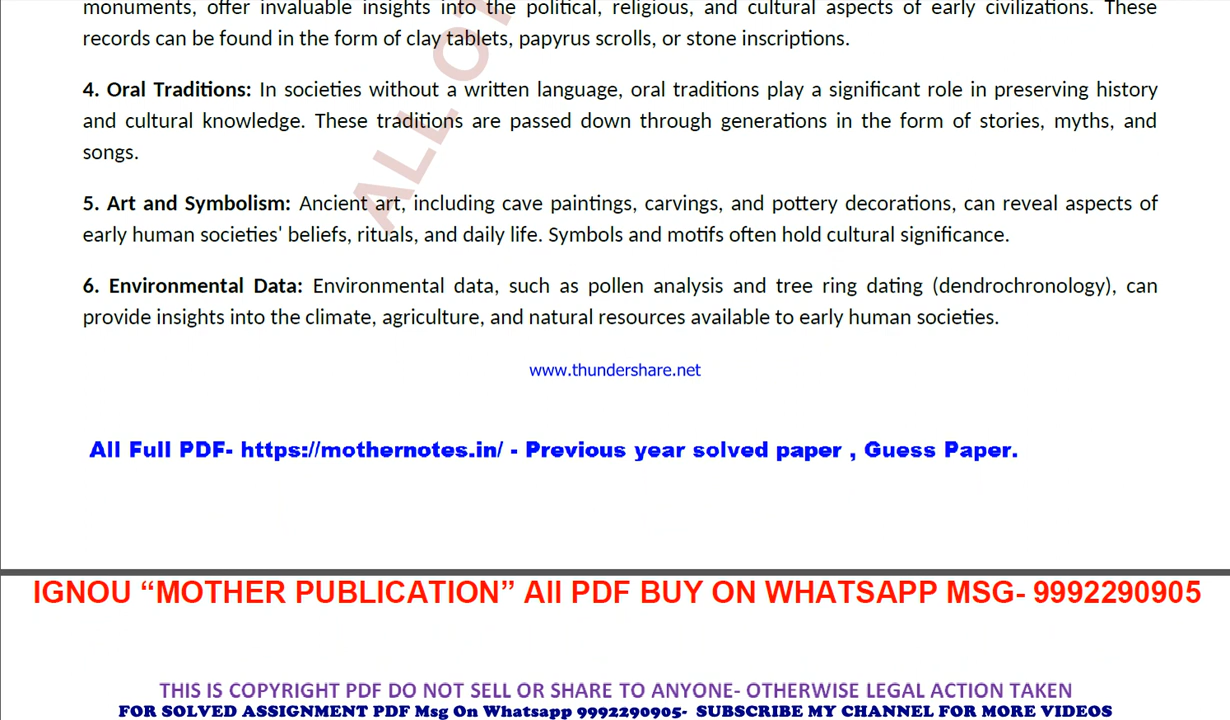 monuments, offer invaluable insights into the political, religious, and cultural aspects of early civilizations. These
records can be found in the form of clay tablets, papyrus scrolls, or stone inscriptions.
4. Oral Traditions: In societies without a written language, oral traditions play a significant role in preserving history
and cultural knowledge. These traditions are passed down through generations in the form of stories, myths, and
songs.
5. Art and Symbolism: Ancient art, including cave paintings, carvings, and pottery decorations, can reveal aspects of
early human societies' beliefs, rituals, and daily life. Symbols and motifs often hold cultural significance.
6. Environmental Data: Environmental data, such as pollen analysis and tree ring dating (dendrochronology), can
provide insights into the climate, agriculture, and natural resources available to early human societies.
ALL OT
www.thundershare.net
All Full PDF- https://mothernotes.in/ - Previous year solved paper , Guess Paper.
IGNOU “MOTHER PUBLICATION” All PDF BUY ON WHATSAPP MSG- 9992290905
THIS IS COPYRIGHT PDF DO NOT SELL OR SHARE TO ANYONE- OTHERWISE LEGAL ACTION TAKEN
FOR SOLVED ASSIGNMENT PDF Msg On Whatsapp 9992290905- SUBSCRIBE MY CHANNEL FOR MORE VIDEOS